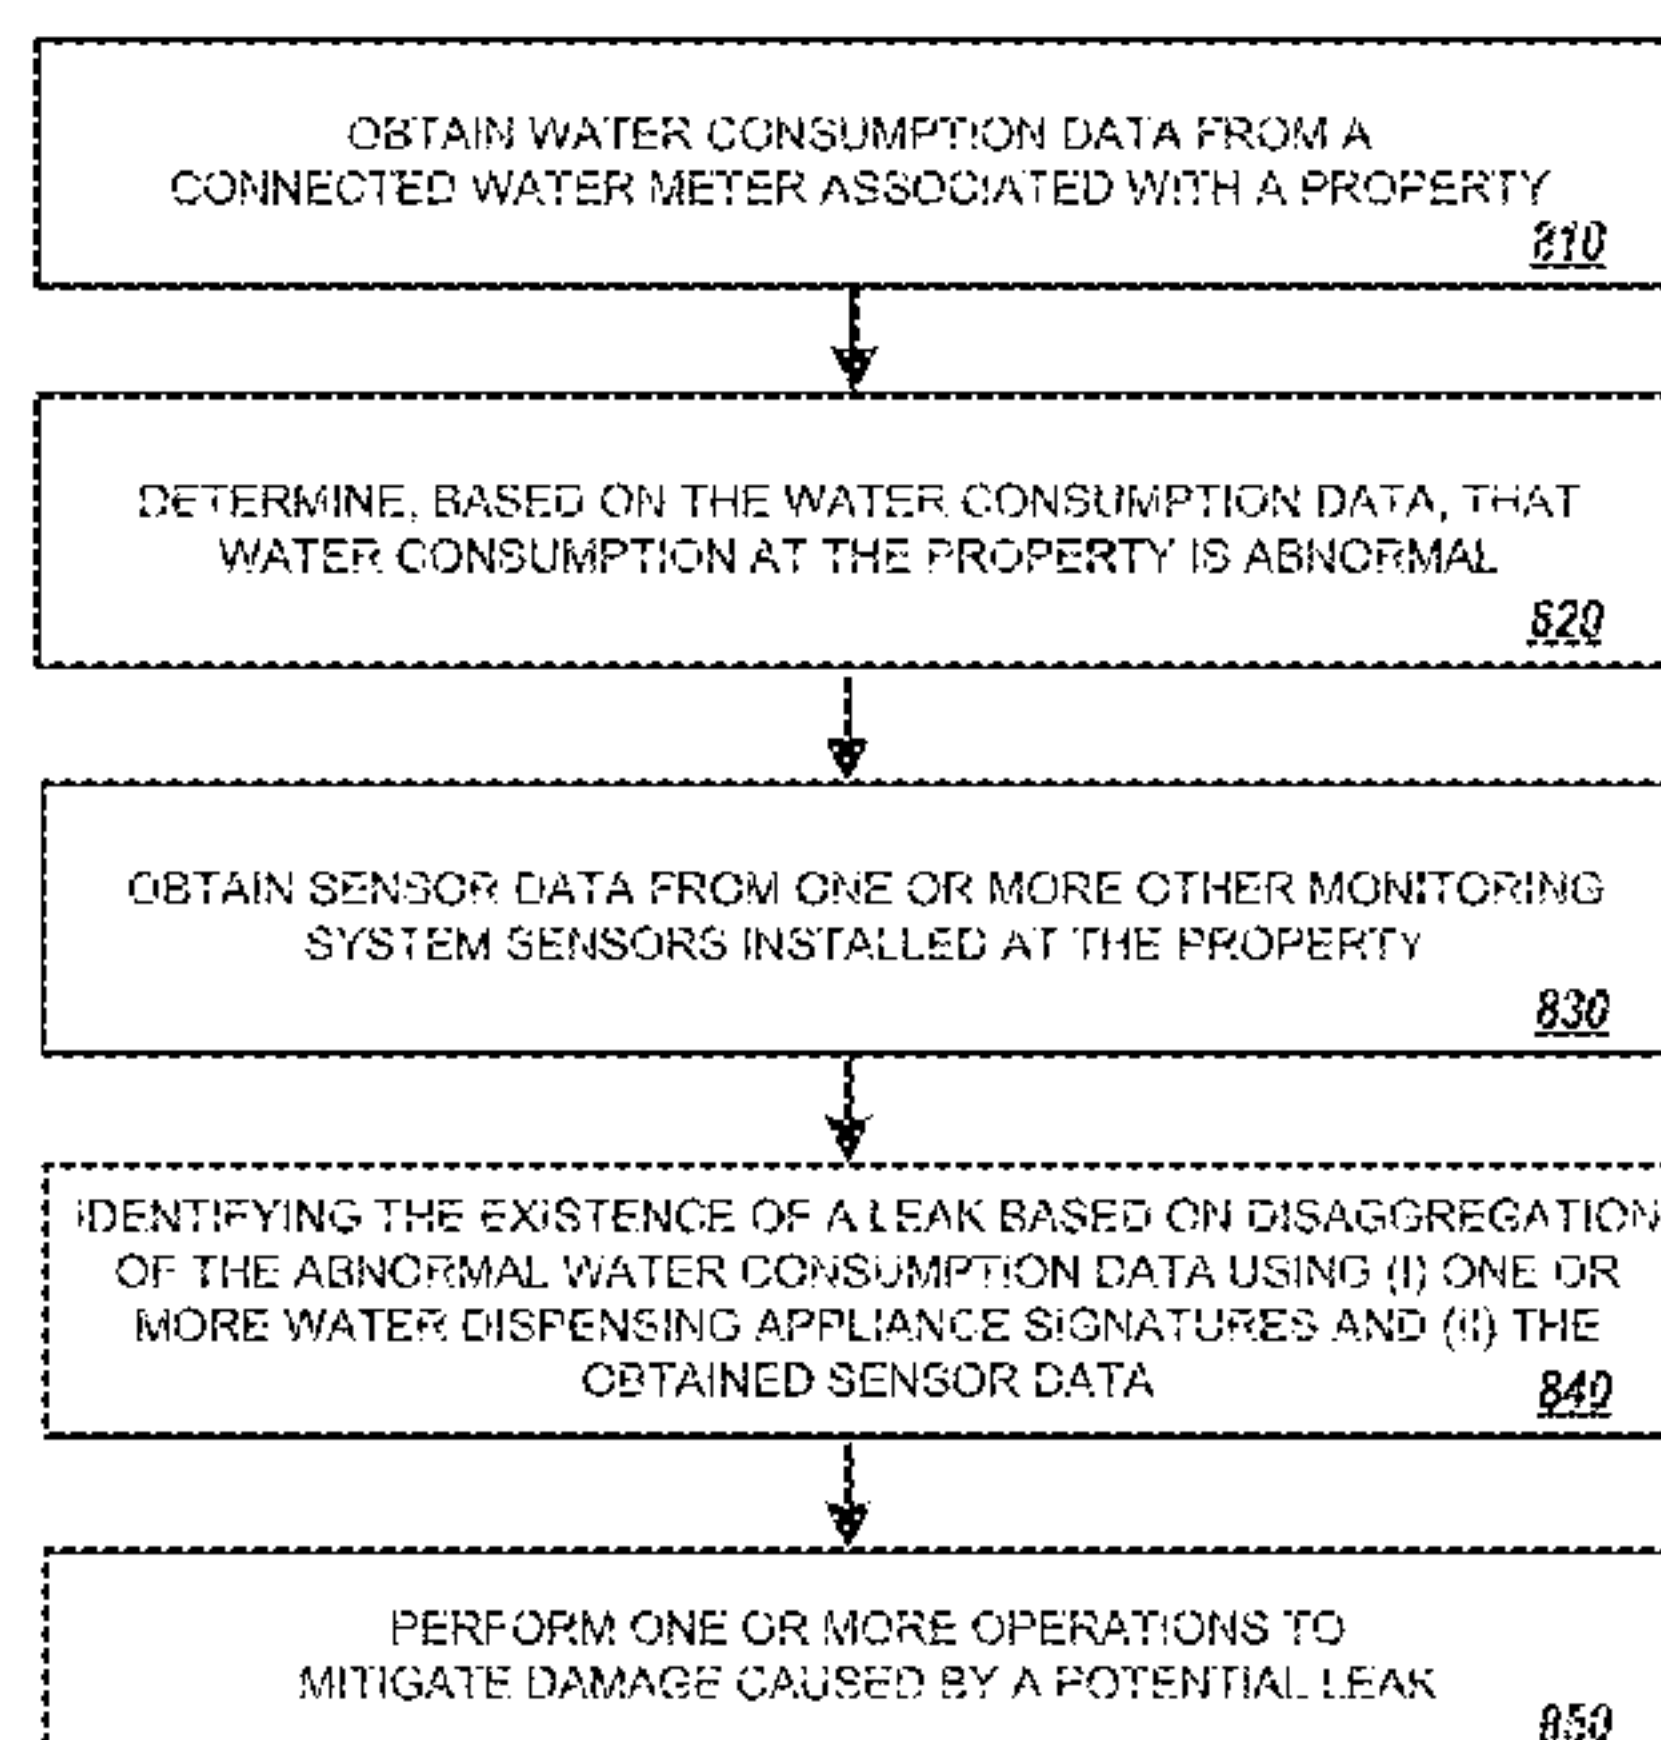 OBTAIN WATER CONSUMPTION DATA FROM A
CONNECTED WATER METER ASSOCIATED WITH A PROPERTY
810
DETERMINE, BASED ON THE WATER CONSUMPTION DATA, THAT
WATER CONSUMPTION AT THE PROPERTY IS ABNORMAL
820
OBTAIN SENSOR DATA FROM ONE OR MORE OTHER MONITORING
SYSTEM SENSORS INSTALLED AT THE PROPERTY
830
IDENTIFYING THE EXISTENCE OF A LEAK BASED ON DISAGGREGATION
OF THE ABNORMAL WATER CONSUMPTION DATA USING (I) ONE OR
MORE WATER DISPENSING APPLIANCE SIGNATURES AND (II) THE
OBTAINED SENSOR DATA
840
PERFORM ONE OR MORE OPERATIONS TO
MITIGATE DAMAGE CAUSED BY A POTENTIAL LEAK
850